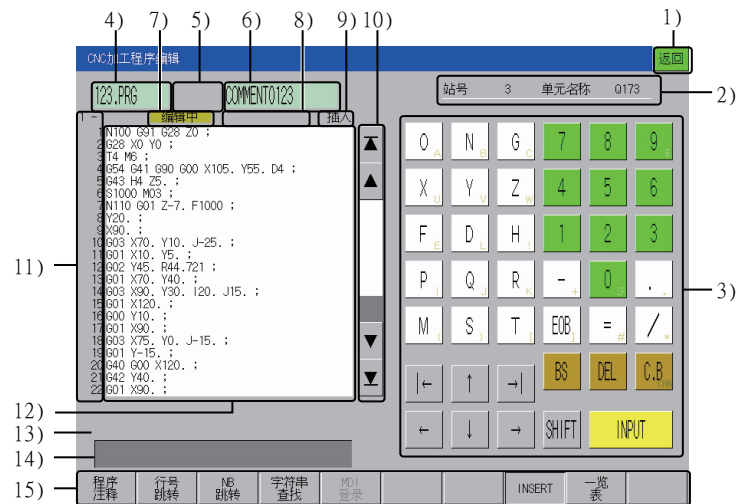 4) 5) 6) 9) 10) 1)
7) 8)
CNC加工程序编辑 返回
123.PRG COMMENT0123
站号 3 单元名称 Q173 2)
编辑中 插入
1 N100 G91 G28 Z0 ;
2 G28 X0 Y0 ;
3 T4 M6 ;
4 G54 G41 G90 G00 X105. Y55. D4 ;
5 G43 H4 Z5. ;
6 S1000 M03 ;
7 N110 G01 Z-7. F1000 ;
8 Y20. ;
9 X90. ;
10 G03 X70. Y10. J-25. ;
11 G01 X10. Y5. ;
12 G02 Y45. R44.721 ;
13 G01 X70. Y40. ;
14 G03 X90. Y30. I20. J15. ;
15 G01 X120. ;
16 G00 Y10. ;
17 G01 X90. ;
18 G03 X75. Y0. J-15. ;
19 G01 Y-15. ;
20 G40 G00 X120. ;
21 G42 Y40. ;
22 G01 X90. ;
11)
O A N B G C 7 8 9
X U Y V Z W 4 5 6
F E D L H ! 1 2 3
P I Q J R K - + 0 . ,
M ( S ) T [ EOB ] = # / *
|← ↑ →| BS DEL C.B CAN
← ↓ → SHIFT INPUT
3)
12)
13)
14)
15) 程序注释 行号跳转 NB跳转 字符串查找 MDI登录 INSERT 一览表